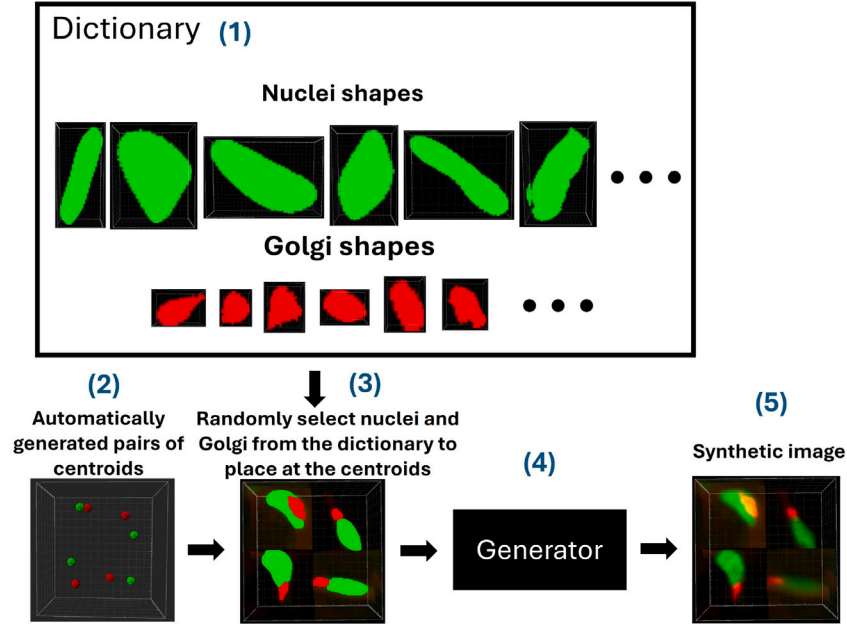 Dictionary (1)
Nuclei shapes
Golgi shapes
(2)
Automatically
generated pairs of
centroids
(3)
Randomly select nuclei and
Golgi from the dictionary to
place at the centroids
(4)
Generator
(5)
Synthetic image